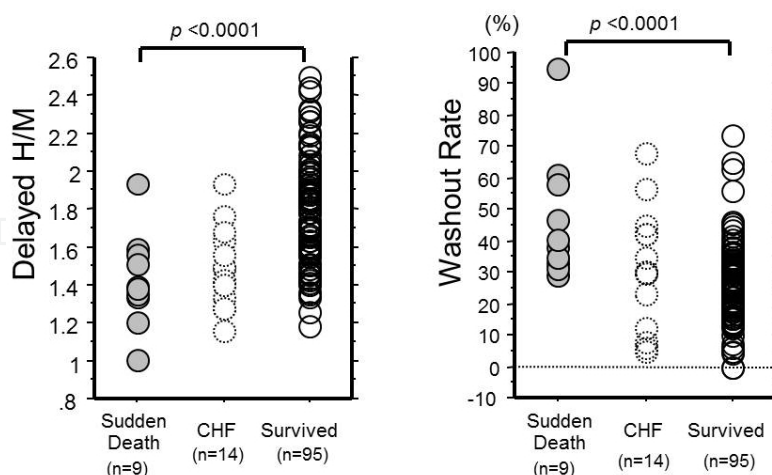 p <0.0001
Delayed H/M
2.6
2.4
2.2
2
1.8
1.6
1.4
1.2
1
.8
Sudden Death (n=9)
CHF (n=14)
Survived (n=95)
(%)
p <0.0001
Washout Rate
100
90
80
70
60
50
40
30
20
10
0
-10
Sudden Death (n=9)
CHF (n=14)
Survived (n=95)